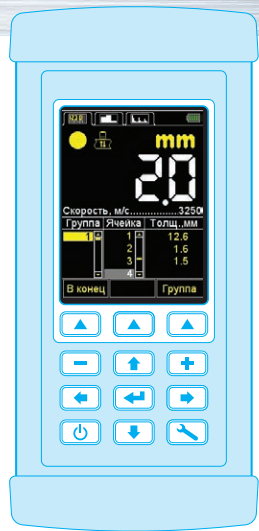 mm
2.0
Скорость, м/с...............3250
Группа Ячейка Толщ.,мм
1 1 12.6
2 1.6
3 1.5
4
В конец Группа